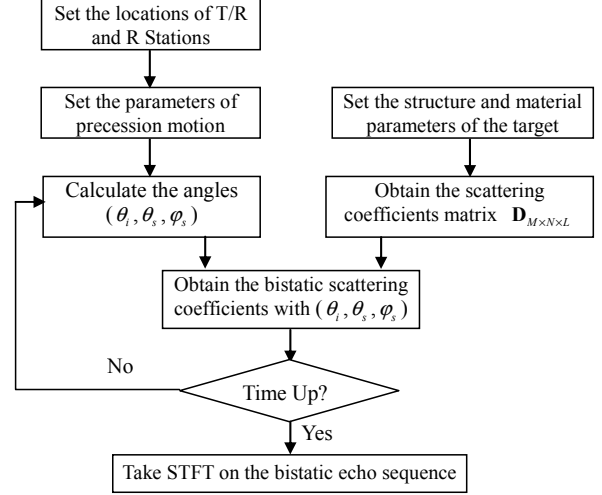 Set the locations of T/R
and R Stations
Set the parameters of
precession motion
Set the structure and material
parameters of the target
Calculate the angles
(θi, θs, φs)
Obtain the scattering
coefficients matrix D M×N×L
Obtain the bistatic scattering
coefficients with (θi, θs, φs)
No
Time Up?
Yes
Take STFT on the bistatic echo sequence